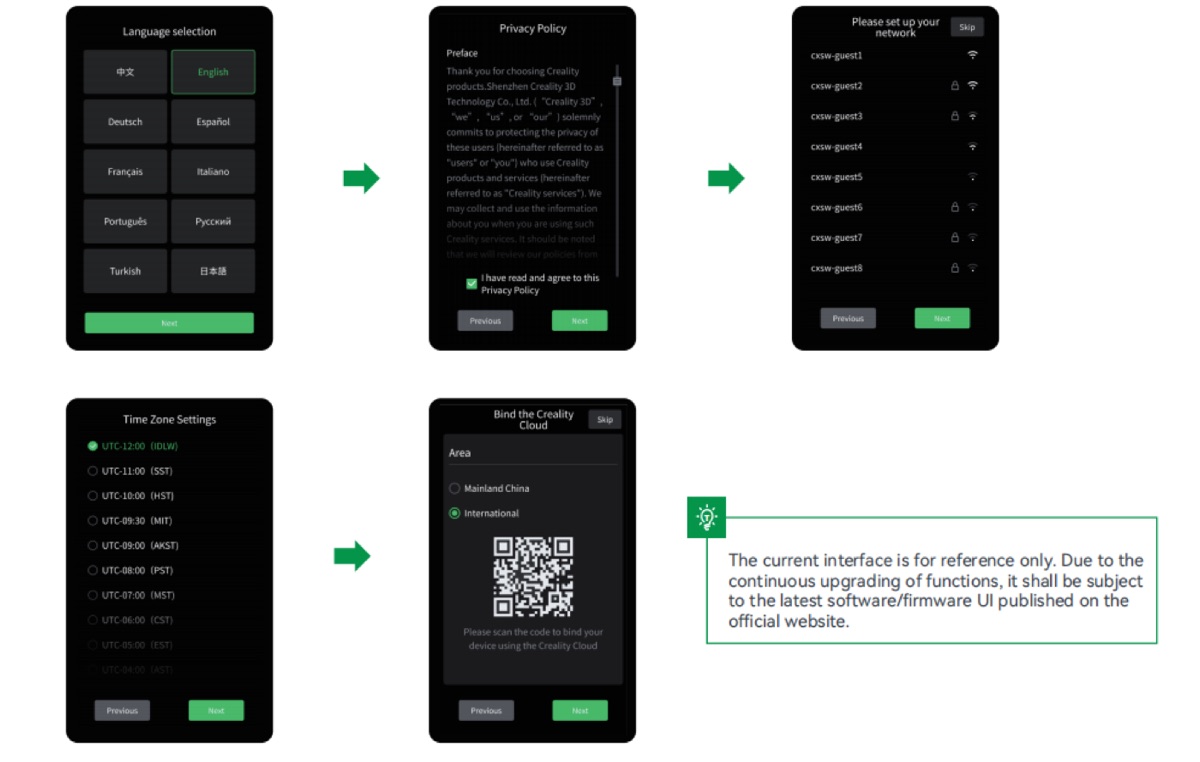 Language selection
中文
English
Deutsch
Español
Français
Italiano
Português
Русский
Turkish
日本語
Next
Privacy Policy
Preface
Thank you for choosing Creality
products.Shenzhen Creality 3D
Technology Co., Ltd. ( “Creality 3D” ,
“we” , “us” , or “our” ) solemnly
commits to protecting the privacy of
these users (hereinafter referred to as
"users" or "you") who use Creality
products and services (hereinafter
referred to as "Creality services"). We
may collect and use the information
about you when you are using such
Creality services. It should be noted
that we will review our policies from
I have read and agree to this
Privacy Policy
Previous
Next
Please set up your
network
Skip
cxsw-guest1
cxsw-guest2
cxsw-guest3
cxsw-guest4
cxsw-guest5
cxsw-guest6
cxsw-guest7
cxsw-guest8
Previous
Next
Time Zone Settings
UTC-12:00 (IDLW)
UTC-11:00 (SST)
UTC-10:00 (HST)
UTC-09:30 (MIT)
UTC-09:00 (AKST)
UTC-08:00 (PST)
UTC-07:00 (MST)
UTC-06:00 (CST)
UTC-05:00 (EST)
UTC-04:00 (AST)
Previous
Next
Bind the Creality
Cloud
Skip
Area
Mainland China
International
Please scan the code to bind your
device using the Creality Cloud
Previous
Next
The current interface is for reference only. Due to the
continuous upgrading of functions, it shall be subject
to the latest software/firmware UI published on the
official website.